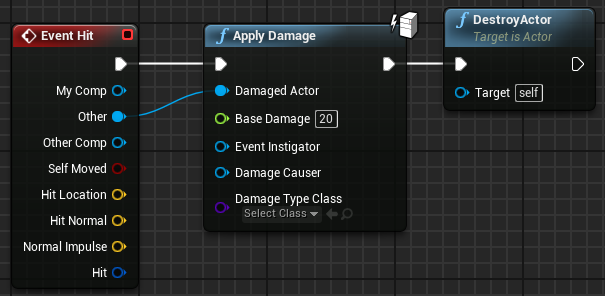 Event Hit
My Comp
Other
Other Comp
Self Moved
Hit Location
Hit Normal
Normal Impulse
Hit
f Apply Damage
Damaged Actor
Base Damage 20
Event Instigator
Damage Causer
Damage Type Class
Select Class
f DestroyActor
Target is Actor
Target self